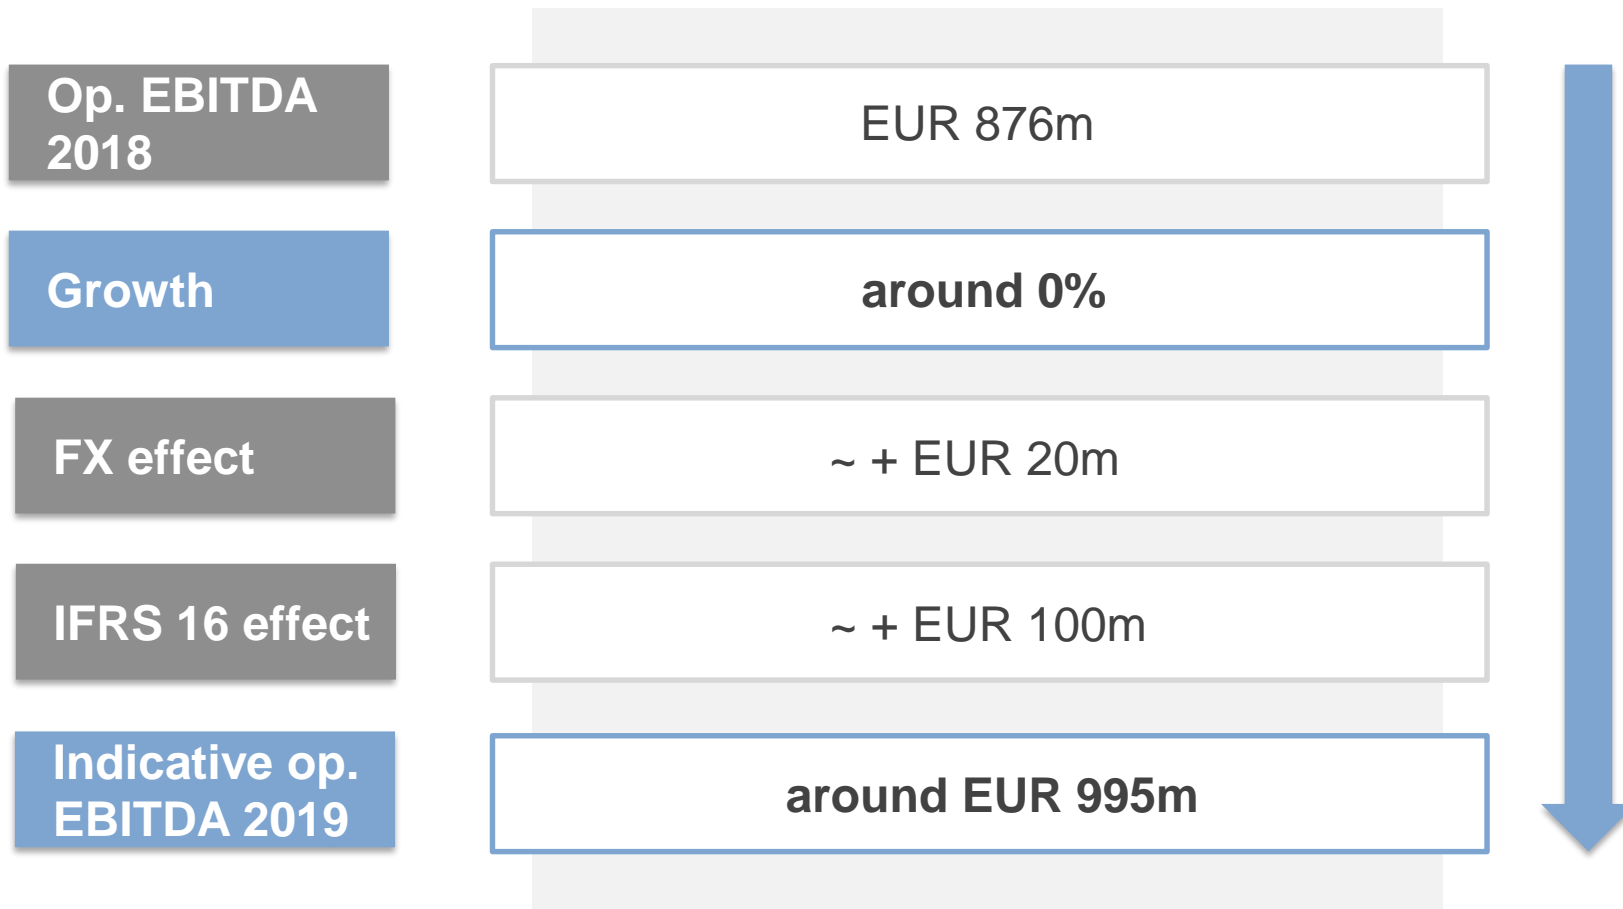 Op. EBITDA
2018
EUR 876m
Growth
around 0%
FX effect
~ + EUR 20m
IFRS 16 effect
~ + EUR 100m
Indicative op.
EBITDA 2019
around EUR 995m